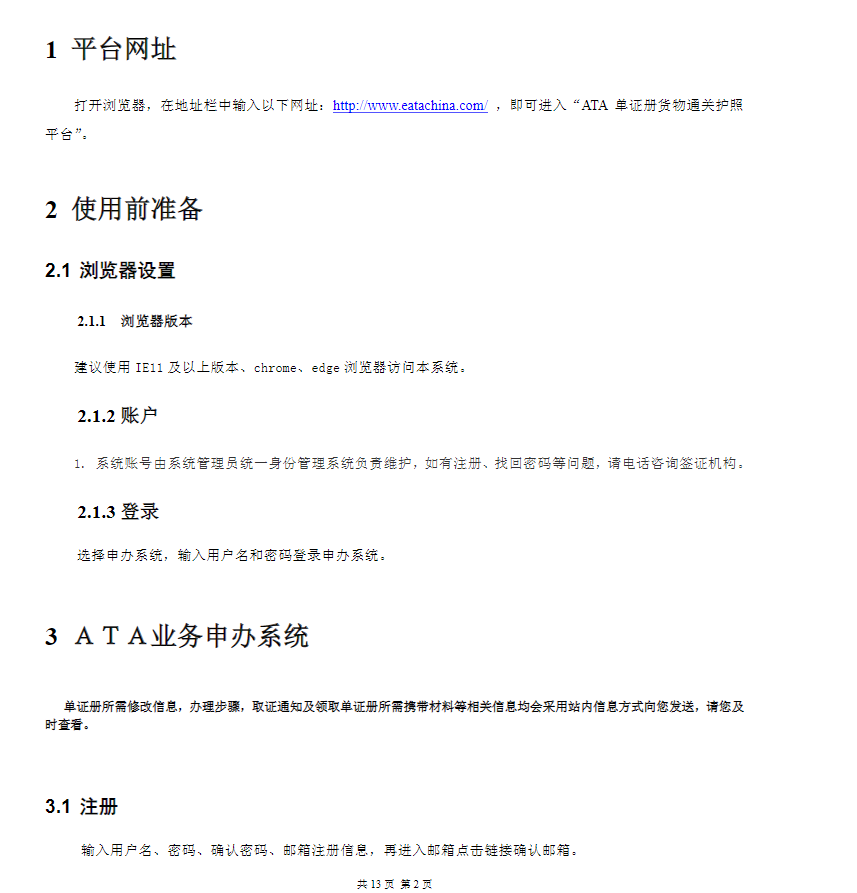 1 平台网址
打开浏览器，在地址栏中输入以下网址：http://www.eatachina.com/ ，即可进入“ATA 单证册货物通关护照
平台”。
2 使用前准备
2.1 浏览器设置
2.1.1 浏览器版本
建议使用 IE11 及以上版本、chrome、edge 浏览器访问本系统。
2.1.2 账户
1. 系统账号由系统管理员统一身份管理系统负责维护，如有注册、找回密码等问题，请电话咨询签证机构。
2.1.3 登录
选择申办系统，输入用户名和密码登录申办系统。
3 ＡＴＡ业务申办系统
单证册所需修改信息，办理步骤，取证通知及领取单证册所需携带材料等相关信息均会采用站内信息方式向您发送，请您及
时查看。
3.1 注册
输入用户名、密码、确认密码、邮箱注册信息，再进入邮箱点击链接确认邮箱。
共 13 页 第 2 页